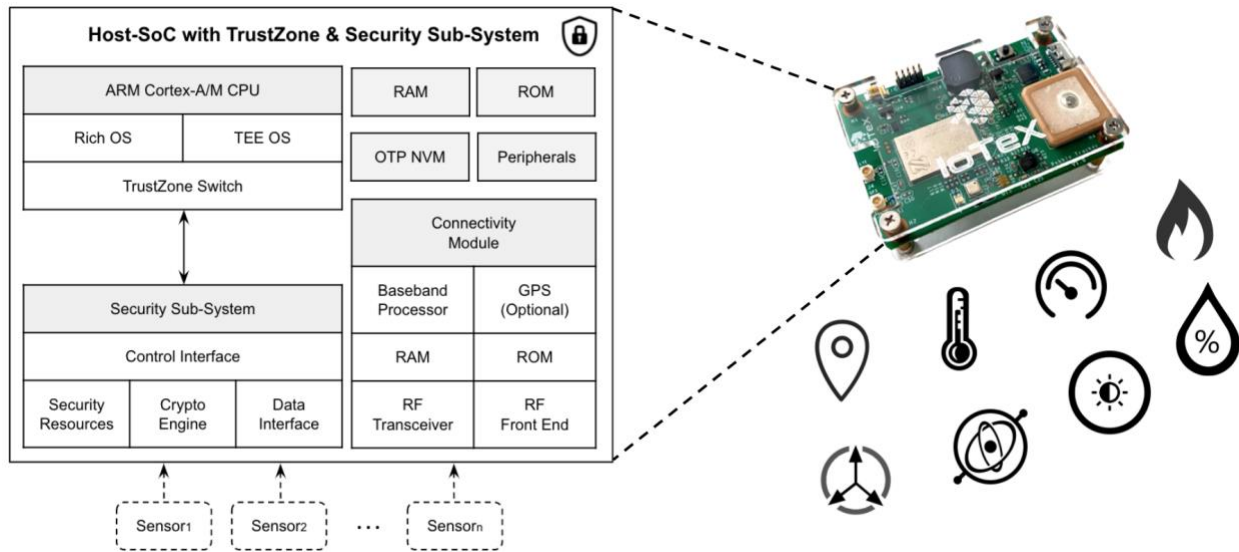 Host-SoC with TrustZone & Security Sub-System
ARM Cortex-A/M CPU
Rich OS
TEE OS
TrustZone Switch
Security Sub-System
Control Interface
Security
Resources
Crypto
Engine
Data
Interface
RAM
ROM
OTP NVM
Peripherals
Connectivity
Module
Baseband
Processor
GPS
(Optional)
RAM
ROM
RF
Transceiver
RF
Front End
Sensor1
Sensor2
...
Sensorn
IoTeX
%